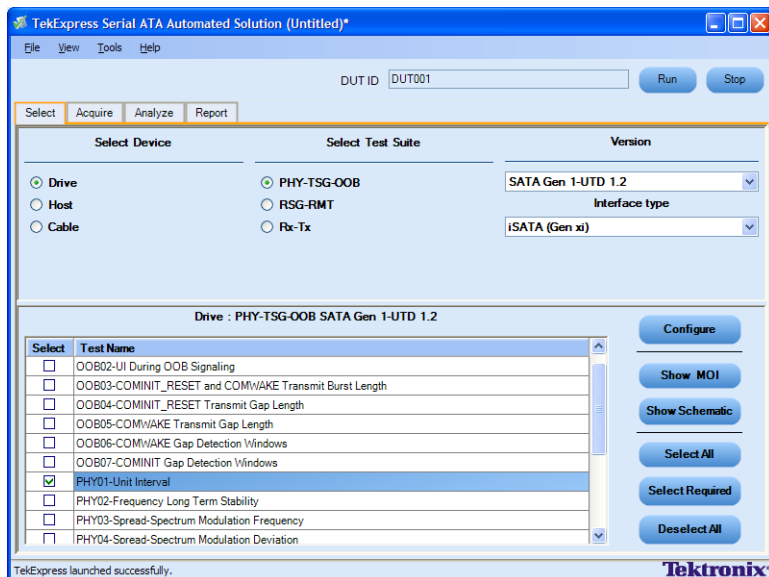 TekExpress Serial ATA Automated Solution (Untitled)*
File View Tools Help
DUT ID DUT001 Run Stop
Select Acquire Analyze Report
Select Device Select Test Suite Version
Drive PHY-TSG-OOB SATA Gen 1-UTD 1.2
Host RSG-RMT Interface type
Cable Rx-Tx iSATA (Gen xi)
Drive : PHY-TSG-OOB SATA Gen 1-UTD 1.2
Configure
Select Test Name
OOB02-UI During OOB Signaling
OOB03-COMINIT_RESET and COMWAKE Transmit Burst Length
Show MOI
OOB04-COMINIT_RESET Transmit Gap Length
Show Schematic
OOB05-COMWAKE Transmit Gap Length
OOB06-COMWAKE Gap Detection Windows
Select All
OOB07-COMINIT Gap Detection Windows
PHY01-Unit Interval
Select Required
PHY02-Frequency Long Term Stability
PHY03-Spread-Spectrum Modulation Frequency
Deselect All
PHY04-Spread-Spectrum Modulation Deviation
TekExpress launched successfully.
Tektronix